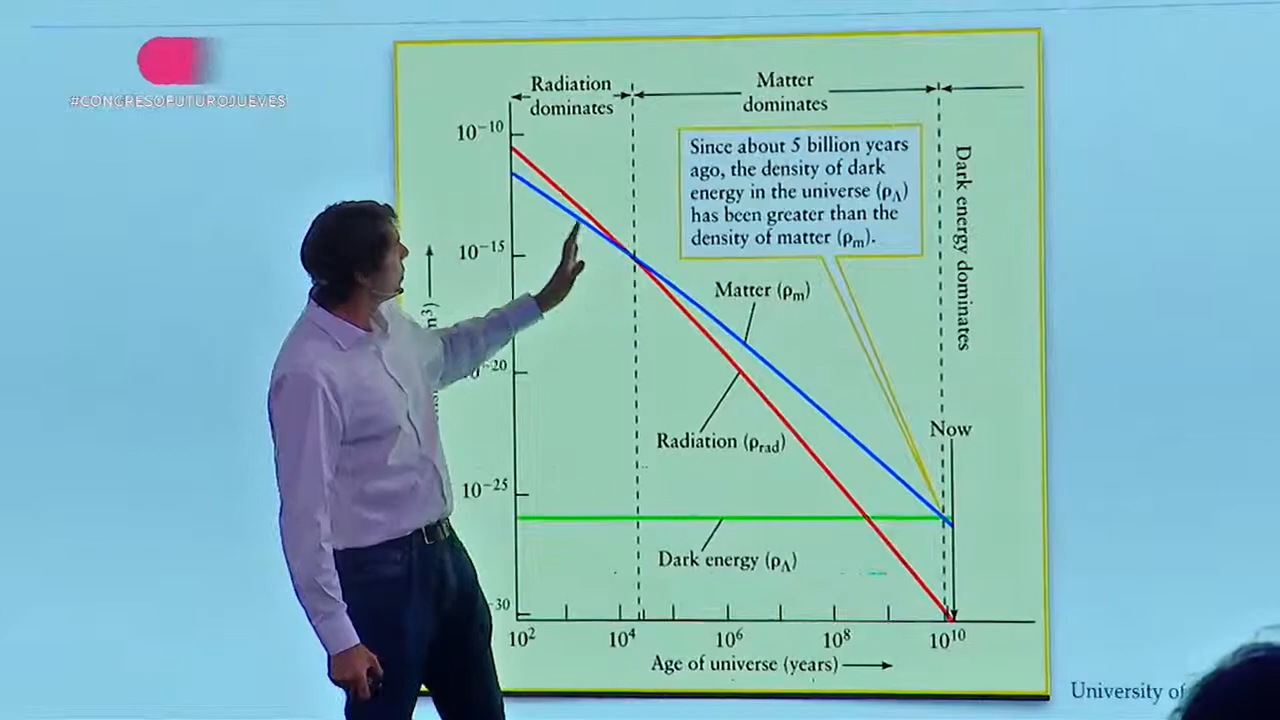 #CONGRESOFUTUROJUEVES
Radiation
dominates
Matter
dominates
Dark energy dominates
Since about 5 billion years
ago, the density of dark
energy in the universe (ρΛ)
has been greater than the
density of matter (ρm).
10⁻¹⁰
10⁻¹⁵
10⁻²⁵
Matter (ρm)
Radiation (ρrad)
Now
Dark energy (ρΛ)
10² 10⁴ 10⁶ 10⁸ 10¹⁰
Age of universe (years)
University of